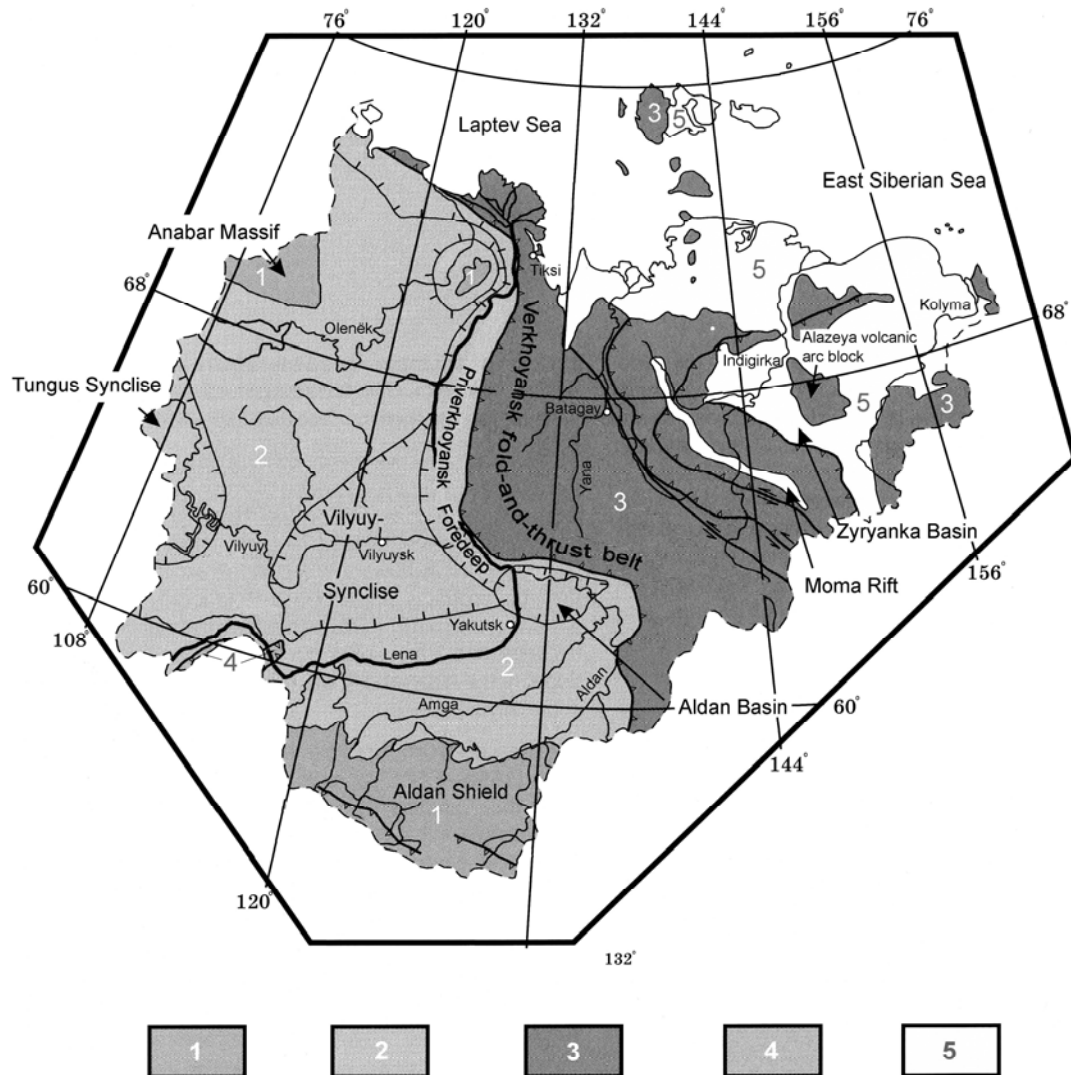 76° 120° 132° 144° 156° 76°
3
5
Laptev Sea
East Siberian Sea
Anabar Massif
1
1
Tiksi
5
68°
Olenëk
Kolyma
68°
Alazeya volcanic
arc block
Indigirka
Tungus Synclise
Verkhoyansk fold-and-thrust belt
Priverkhoyansk Foredeep
Batagay
5
3
2
Yana
3
Vilyuy
Vilyuy-
Vilyuysk
Synclise
Zyryanka Basin
156°
Moma Rift
60°
108°
Yakutsk
Lena
4
2
Aldan
Amga
Aldan Basin
60°
144°
Aldan Shield
1
120°
132°
1 2 3 4 5